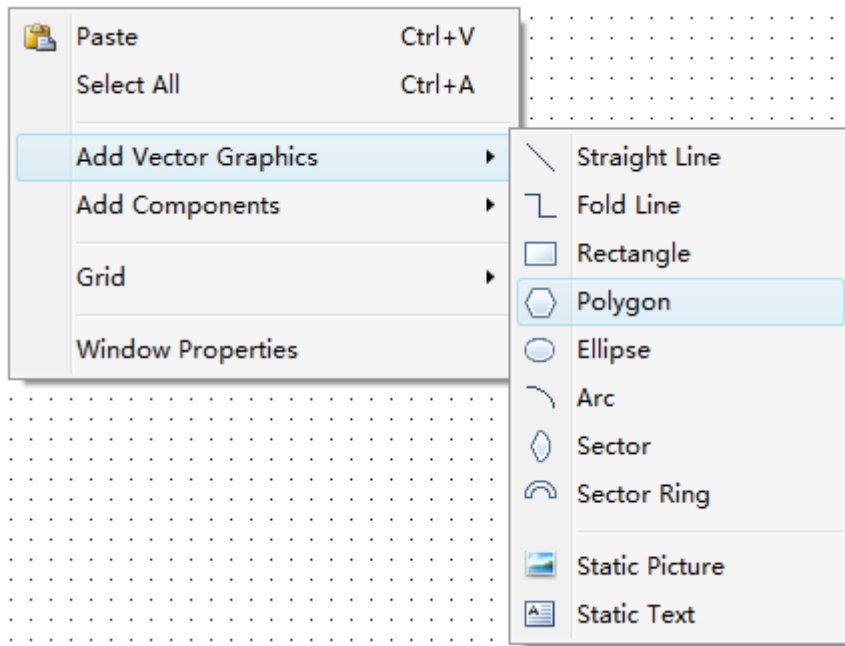 Paste Ctrl+V
Select All Ctrl+A
Add Vector Graphics
Add Components
Grid
Window Properties
Straight Line
Fold Line
Rectangle
Polygon
Ellipse
Arc
Sector
Sector Ring
Static Picture
Static Text